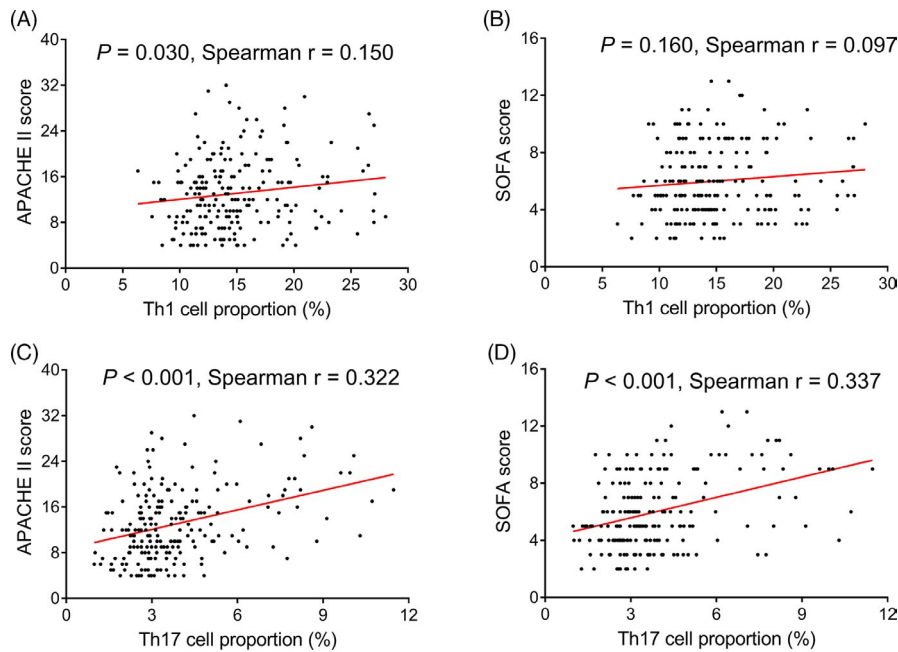 (A)
P = 0.030, Spearman r = 0.150
APACHE II score
40
32
24
16
8
0
0 5 10 15 20 25 30
Th1 cell proportion (%)
(B)
P = 0.160, Spearman r = 0.097
SOFA score
16
12
8
4
0
0 5 10 15 20 25 30
Th1 cell proportion (%)
(C)
P < 0.001, Spearman r = 0.322
APACHE II score
40
32
24
16
8
0
0 3 6 9 12
Th17 cell proportion (%)
(D)
P < 0.001, Spearman r = 0.337
SOFA score
16
12
8
4
0
0 3 6 9 12
Th17 cell proportion (%)